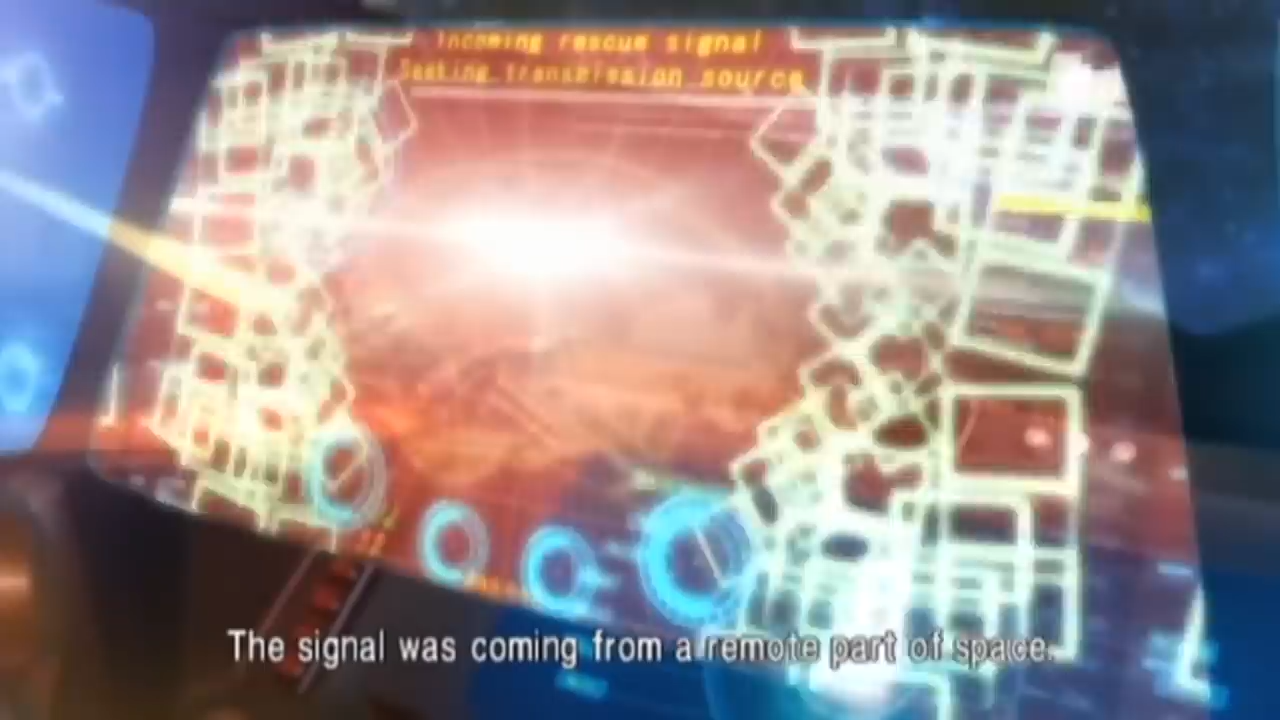 Incoming rescue signal
Seeking transmission source
The signal was coming from a remote part of space.